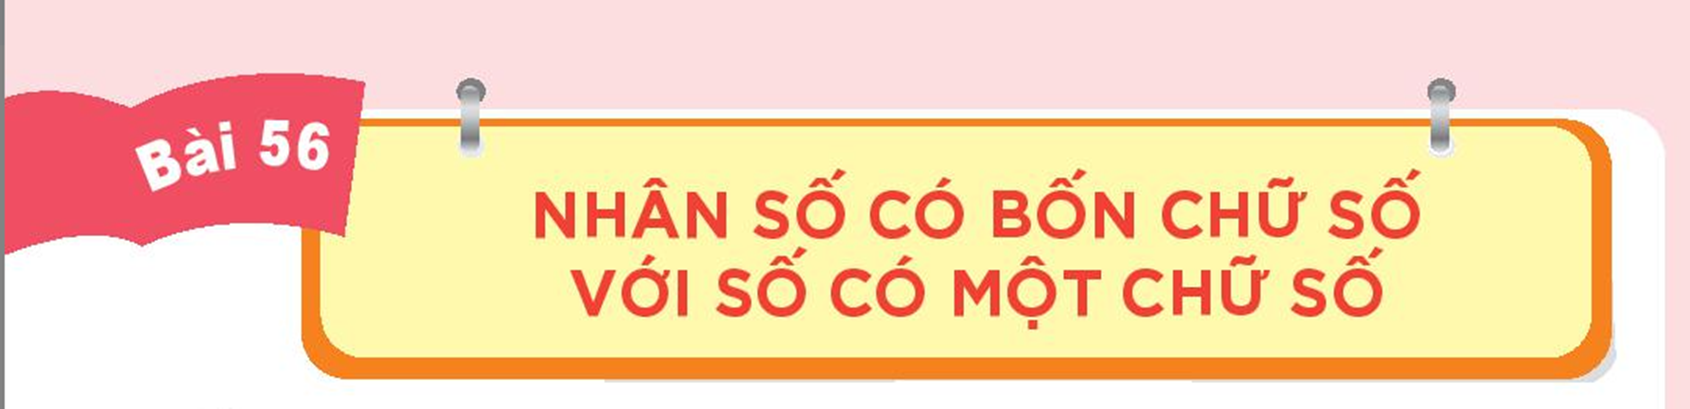 Bài 56
NHÂN SỐ CÓ BỐN CHỮ SỐ
VỚI SỐ CÓ MỘT CHỮ SỐ